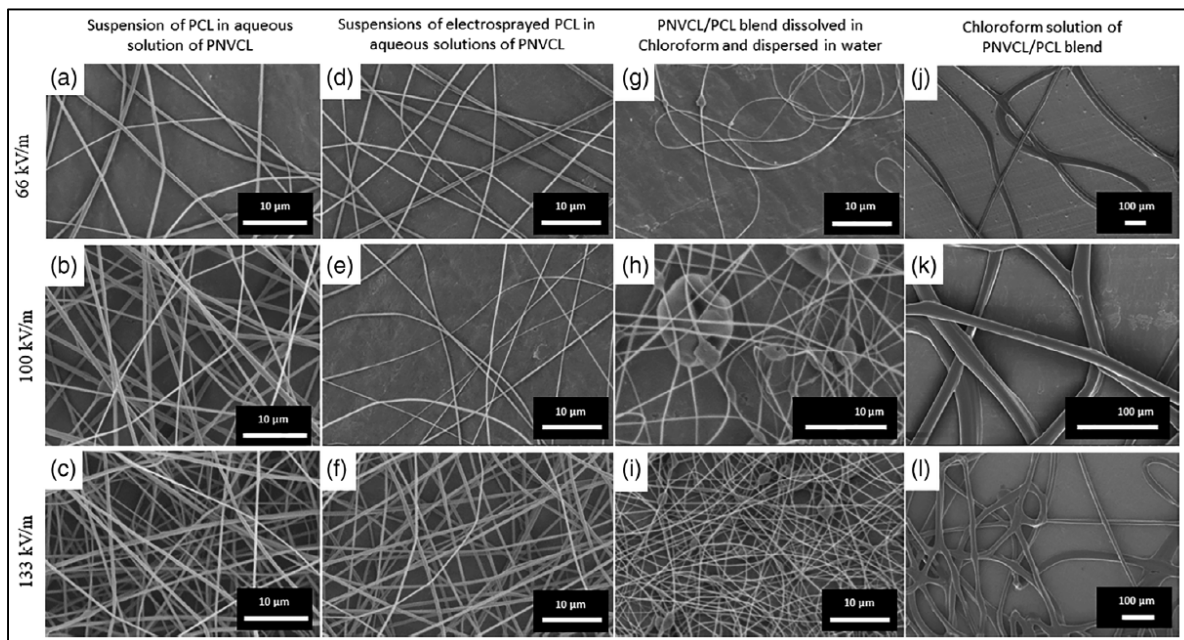 Suspension of PCL in aqueous
solution of PNVCL
Suspensions of electrosprayed PCL in
aqueous solutions of PNVCL
PNVCL/PCL blend dissolved in
Chloroform and dispersed in water
Chloroform solution of
PNVCL/PCL blend
66 kV/m
(a)
10 µm
(d)
10 µm
(g)
10 µm
(j)
100 µm
100 kV/m
(b)
10 µm
(e)
10 µm
(h)
10 µm
(k)
100 µm
133 kV/m
(c)
10 µm
(f)
10 µm
(i)
10 µm
(l)
100 µm